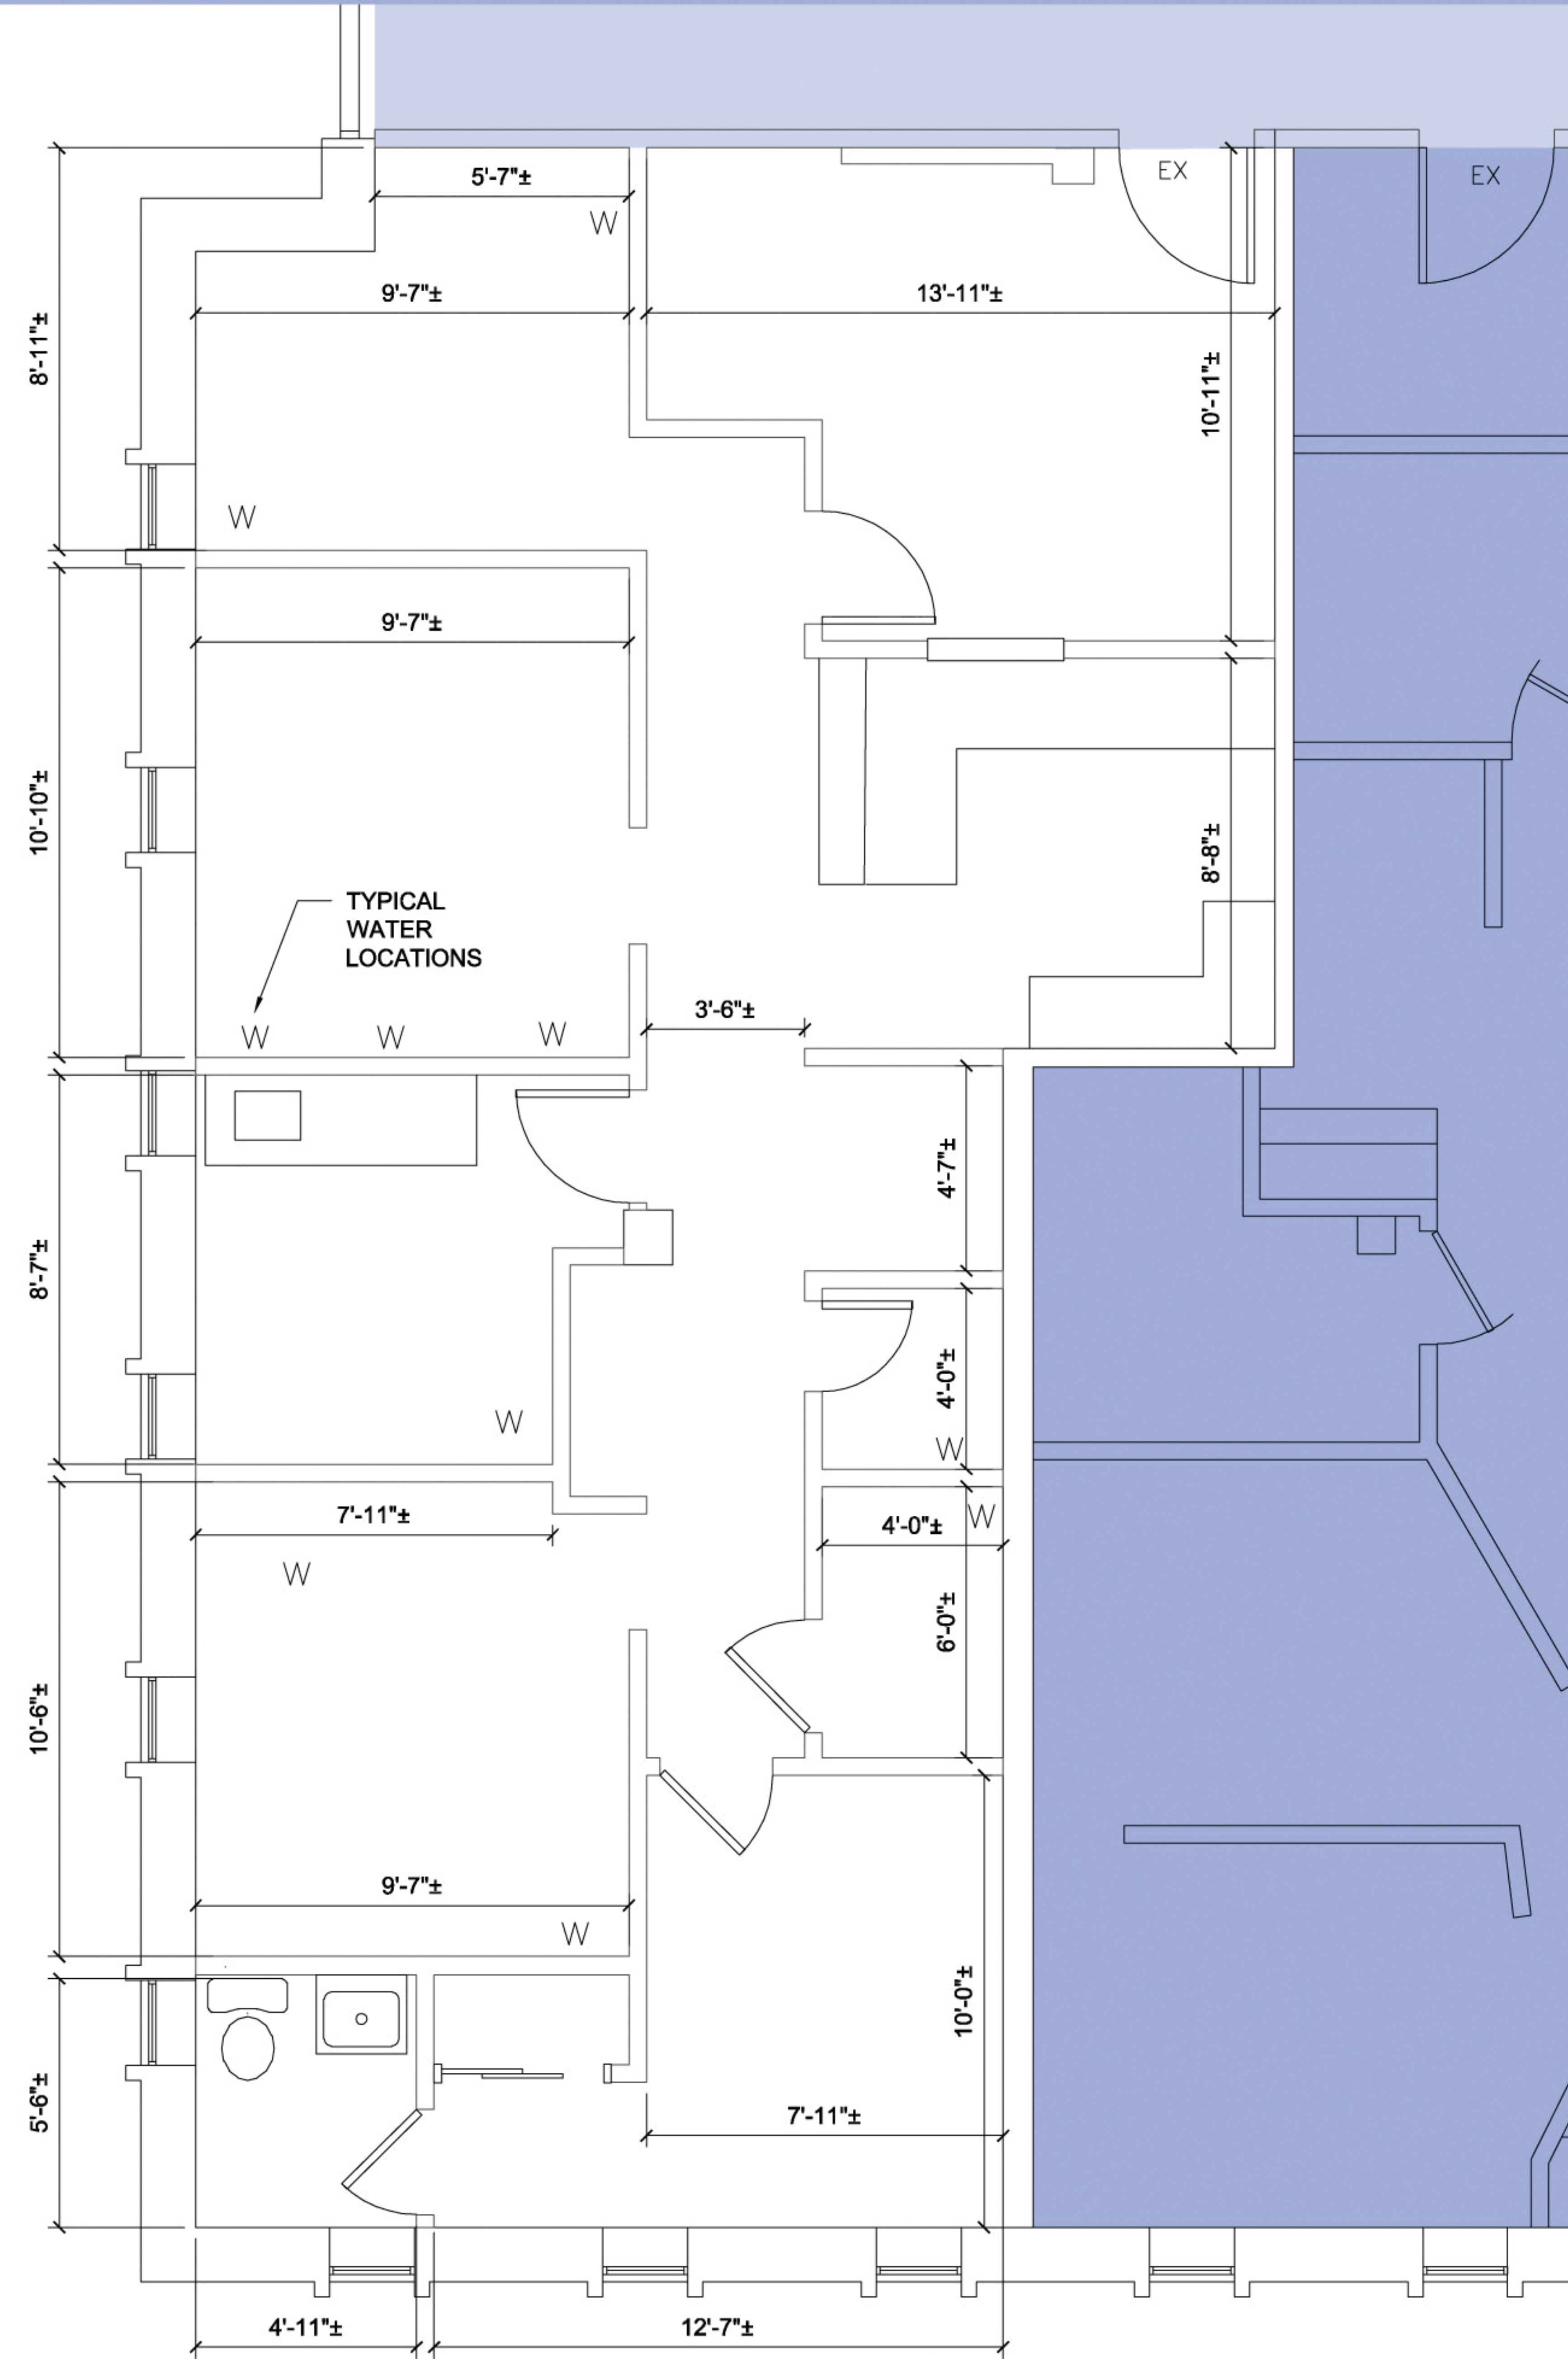 5'-7"±
EX
EX
W
9'-7"±
13'-11"±
8'-11"±
10'-11"±
W
9'-7"±
10'-10"±
8'-8"±
TYPICAL
WATER
LOCATIONS
W
W
W
3'-6"±
4'-7"±
8'-7"±
4'-0"±
W
W
7'-11"±
4'-0"±
W
W
6'-0"±
10'-6"±
9'-7"±
W
10'-0"±
5'-6"±
7'-11"±
4'-11"±
12'-7"±